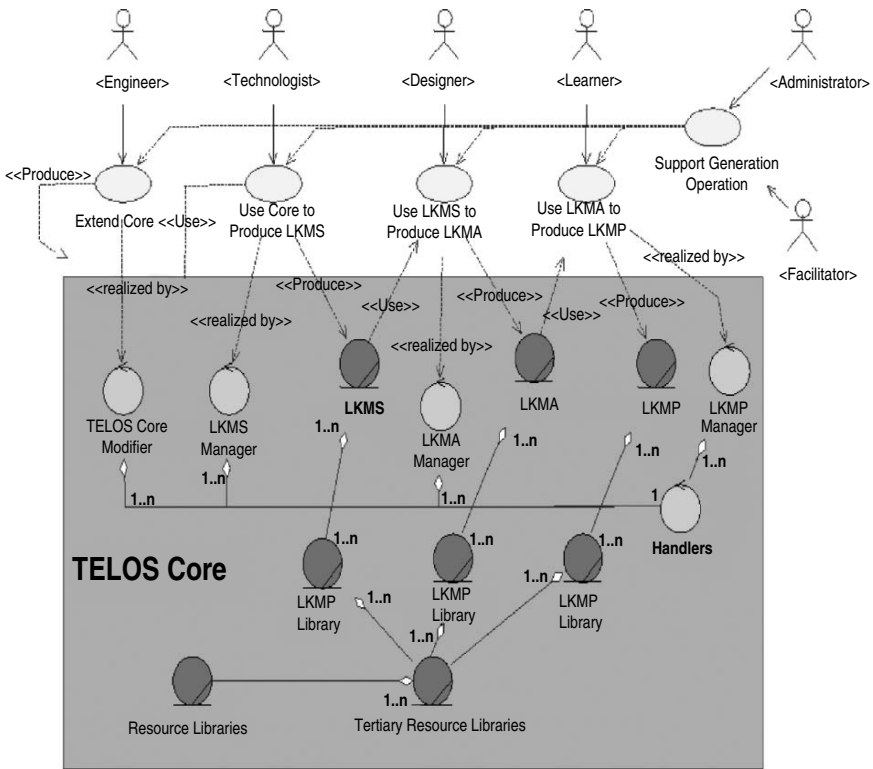 <Engineer>
<Technologist>
<Designer>
<Learner>
<Administrator>
<<Produce>>
Support Generation
Operation
Extend Core
<<Use>>
Use Core to
Produce LKMS
Use LKMS to
Produce LKMA
Use LKMA to
Produce LKMP
<<realized by>>
<Facilitator>
<<realized by>>
<<Produce>>
<<Use>>
<<Produce>>
<<Use>>
<<Produce>>
<<realized by>>
<<realized by>>
TELOS Core
Modifier
LKMS
Manager
LKMS
LKMA
Manager
LKMA
LKMP
LKMP
Manager
1..n
1..n
1..n
1..n
1..n
1..n
1..n
1
Handlers
1..n
1..n
1..n
TELOS Core
LKMP
Library
LKMP
Library
LKMP
Library
1..n
1..n
1..n
1..n
Resource Libraries
Tertiary Resource Libraries